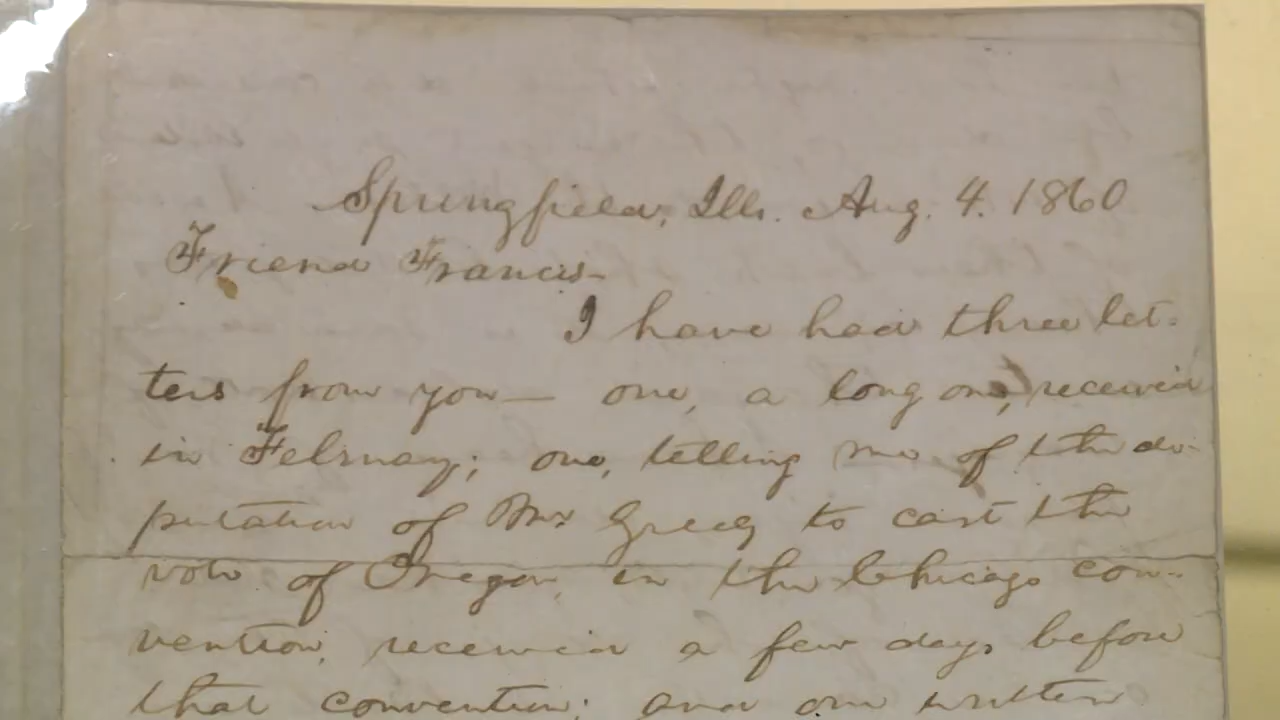 Springfield, Ills. Aug. 4. 1860
Friend Francis—
I have had three let-
ters from you— one, a long one, received
in February; one, telling me of the de-
putation of Mr Greely to cast the
vote of Oregon, in the Chicago con-
vention, received a few days before
that convention; and one written